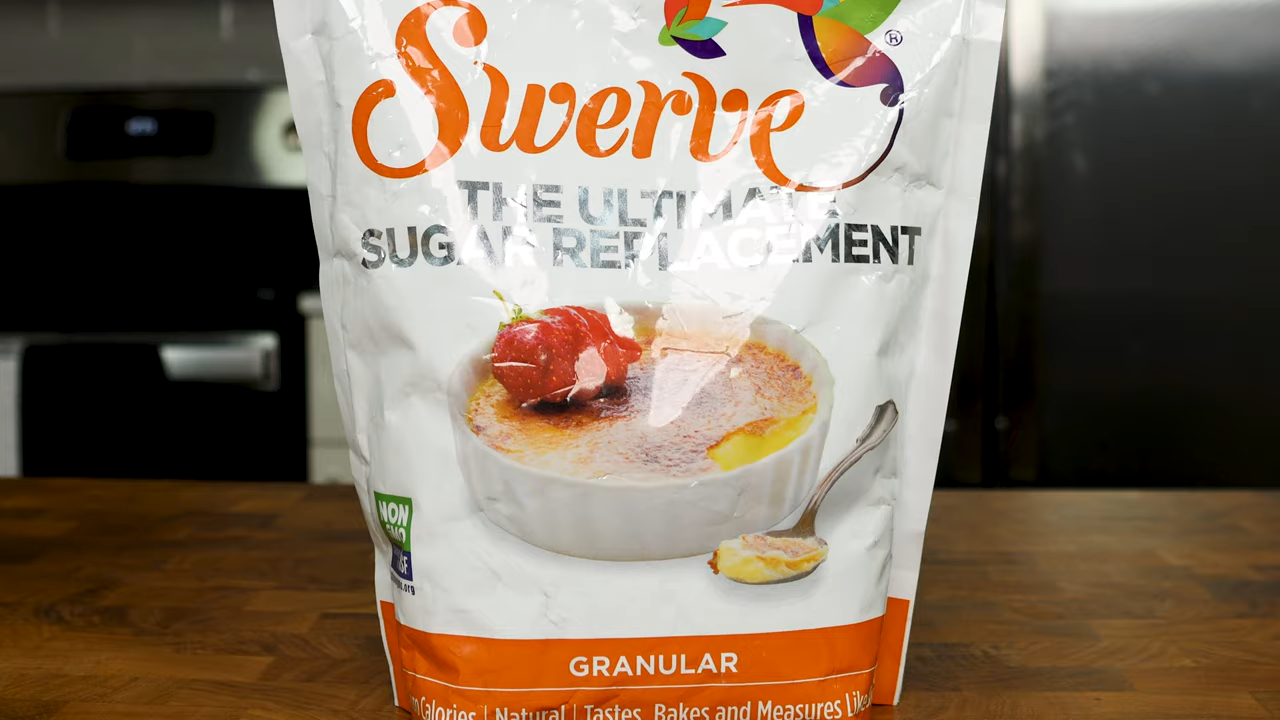 Swerve
®
THE ULTIMATE
SUGAR REPLACEMENT
NON
GMO
GRANULAR
Calories | Natural | Tastes, Bakes and Measures Like